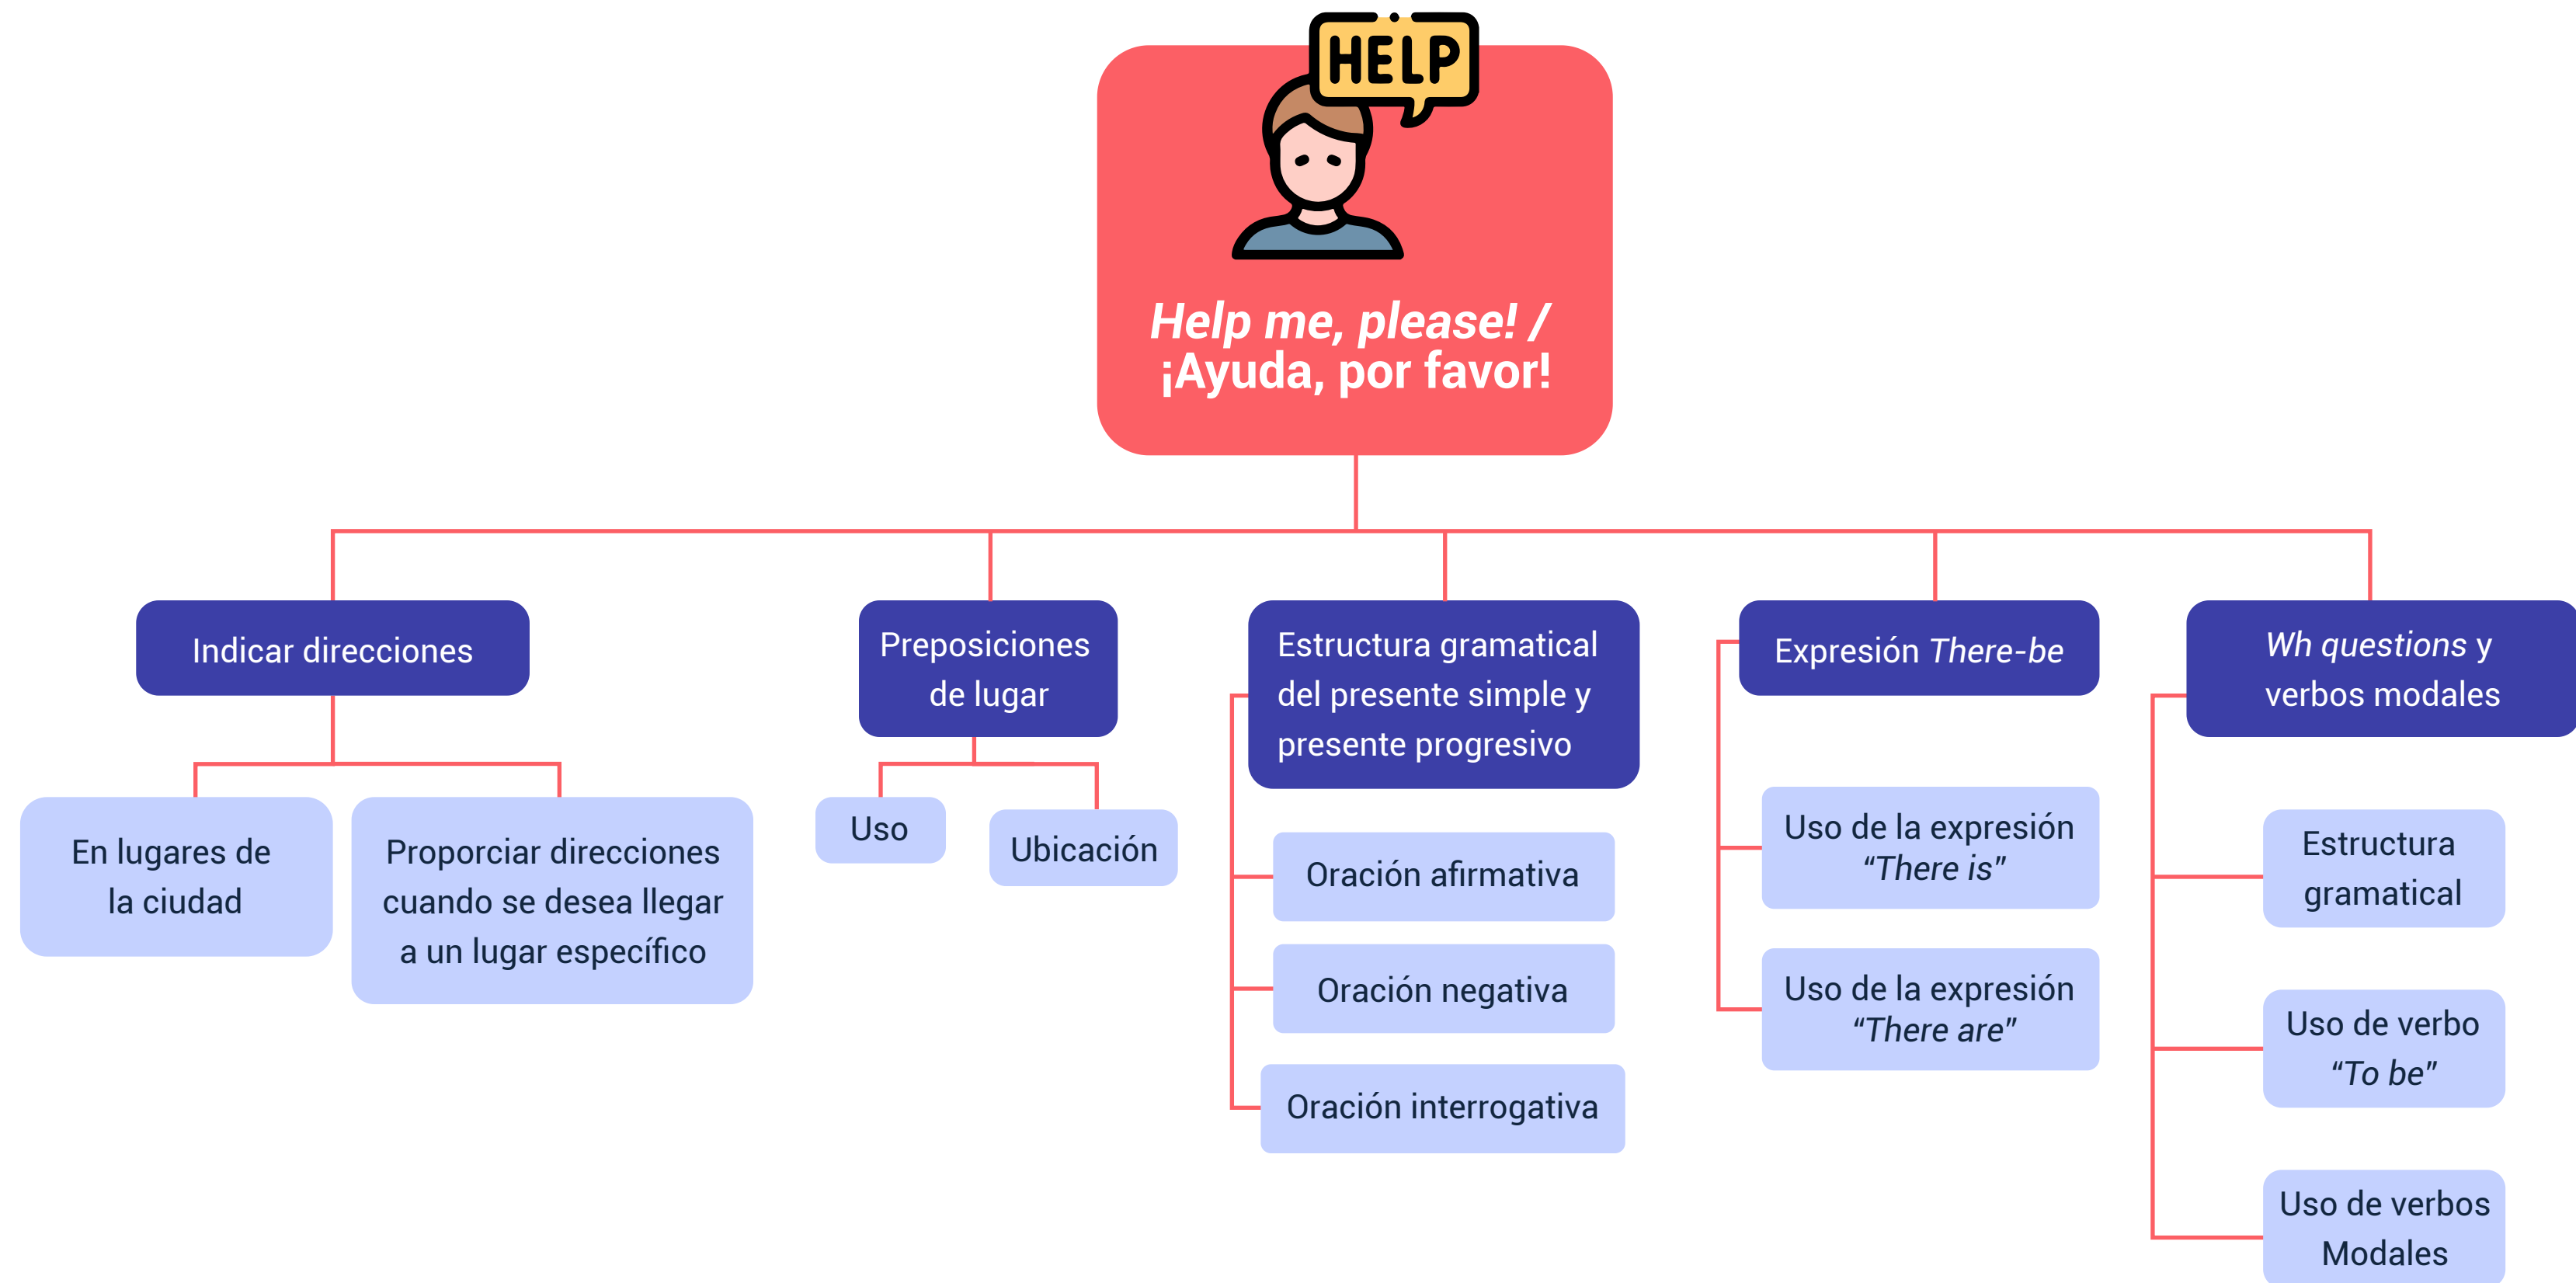 HELP
Help me, please! /
¡Ayuda, por favor!
Indicar direcciones
En lugares de
la ciudad
Proporciar direcciones
cuando se desea llegar
a un lugar específico
Preposiciones
de lugar
Uso
Ubicación
Estructura gramatical
del presente simple y
presente progresivo
Oración afirmativa
Oración negativa
Oración interrogativa
Expresión There-be
Uso de la expresión
“There is”
Uso de la expresión
“There are”
Wh questions y
verbos modales
Estructura
gramatical
Uso de verbo
“To be”
Uso de verbos
Modales